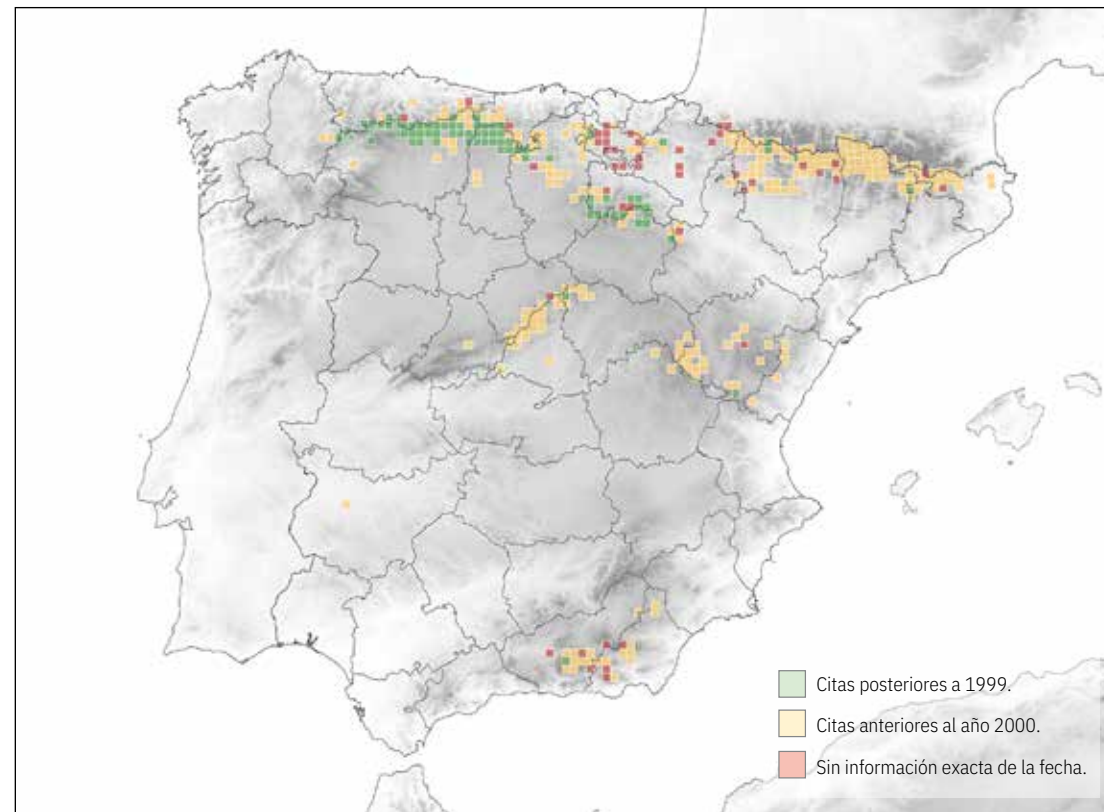 Citas posteriores a 1999.
Citas anteriores al año 2000.
Sin información exacta de la fecha.